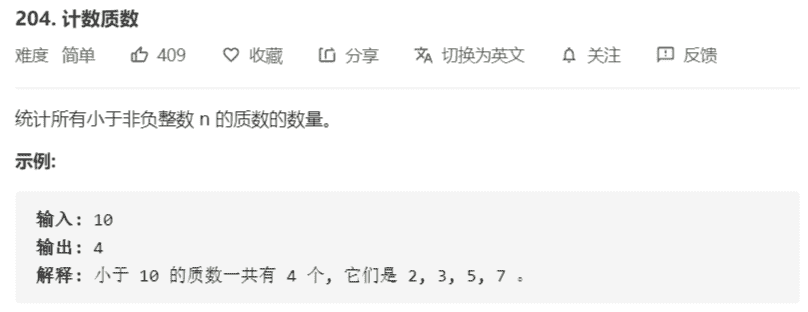 204. 计数质数
难度 简单 409 收藏 分享 切换为英文 关注 反馈
统计所有小于非负整数 n 的质数的数量。
示例:
输入: 10
输出: 4
解释: 小于 10 的质数一共有 4 个, 它们是 2, 3, 5, 7 。